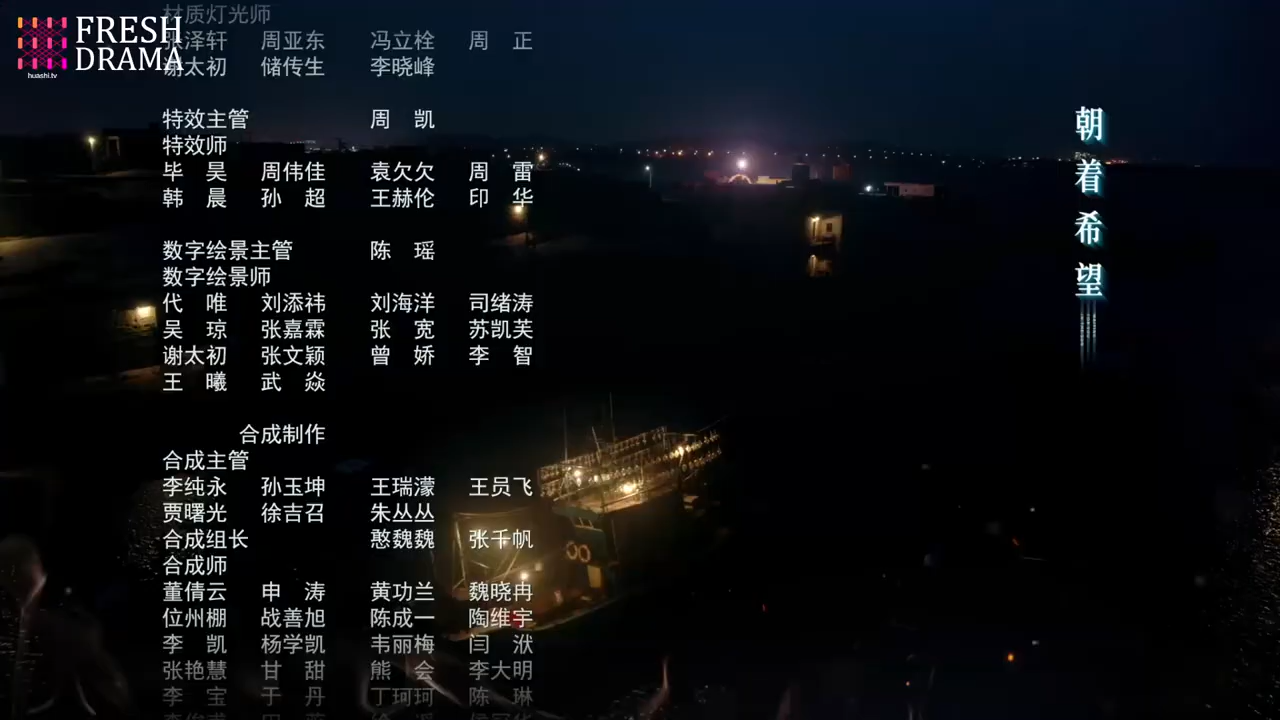 FRESH
DRAMA
huashi.tv
材质灯光师
张泽轩 周亚东 冯立栓 周 正
谢太初 储传生 李晓峰
特效主管 周 凯
特效师
毕 昊 周伟佳 袁欠欠 周 雷
韩 晨 孙 超 王赫伦 印 华
数字绘景主管 陈 瑶
数字绘景师
代 唯 刘添祎 刘海洋 司绪涛
吴 琼 张嘉霖 张 宽 苏凯芙
谢太初 张文颖 曾 娇 李 智
王 曦 武 焱
合成制作
合成主管
李纯永 孙玉坤 王瑞濛 王员飞
贾曙光 徐吉召 朱丛丛
合成组长 憨魏魏 张千帆
合成师
董倩云 申 涛 黄功兰 魏晓冉
位州棚 战善旭 陈成一 陶维宇
李 凯 杨学凯 韦丽梅 闫 洑
张艳慧 甘 甜 熊 会 李大明
李 宝 于 丹 丁珂珂 陈 琳
朝着希望